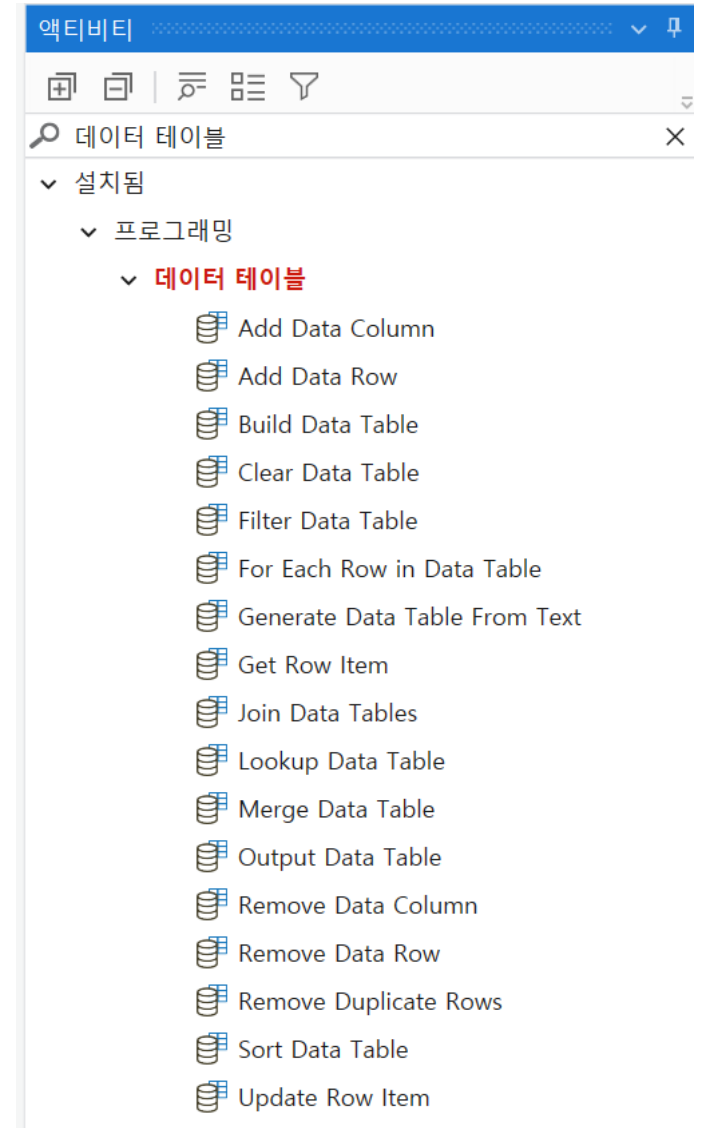 액티비티
데이터 테이블
설치됨
프로그래밍
데이터 테이블
Add Data Column
Add Data Row
Build Data Table
Clear Data Table
Filter Data Table
For Each Row in Data Table
Generate Data Table From Text
Get Row Item
Join Data Tables
Lookup Data Table
Merge Data Table
Output Data Table
Remove Data Column
Remove Data Row
Remove Duplicate Rows
Sort Data Table
Update Row Item